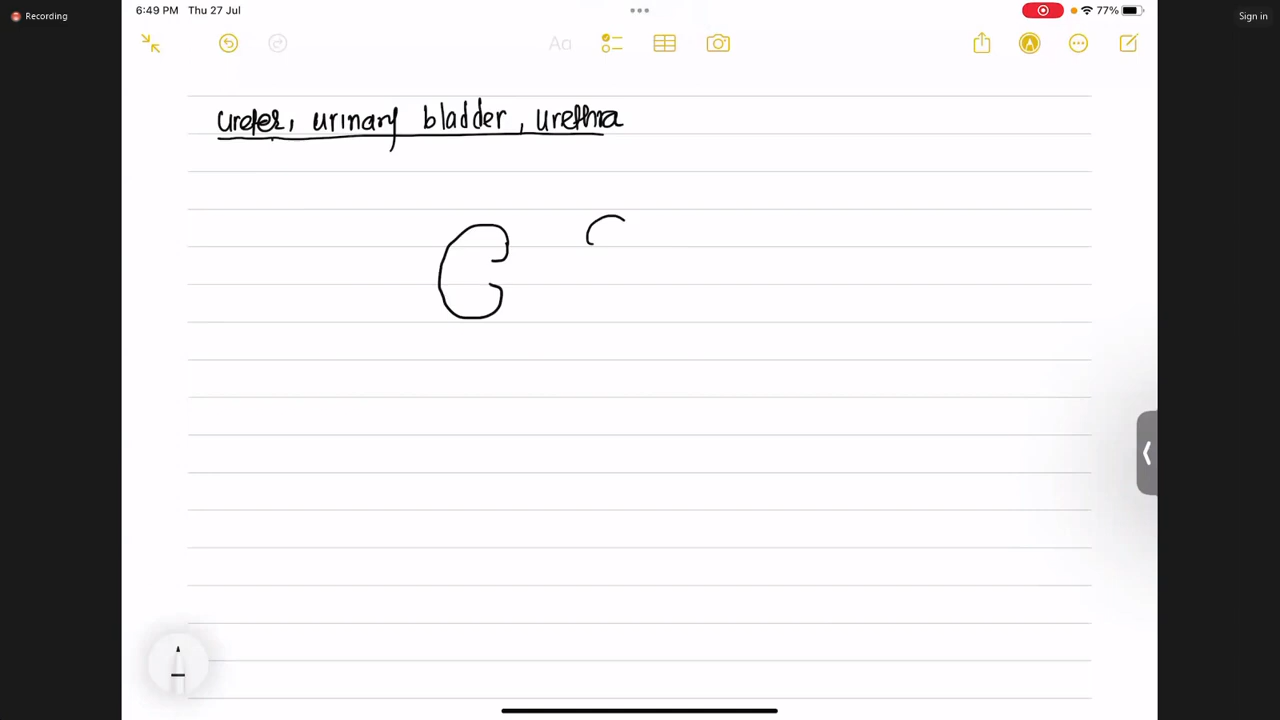 Recording
Sign in
6:49 PM Thu 27 Jul
77%
Aa
ureter, urinary bladder, urethra